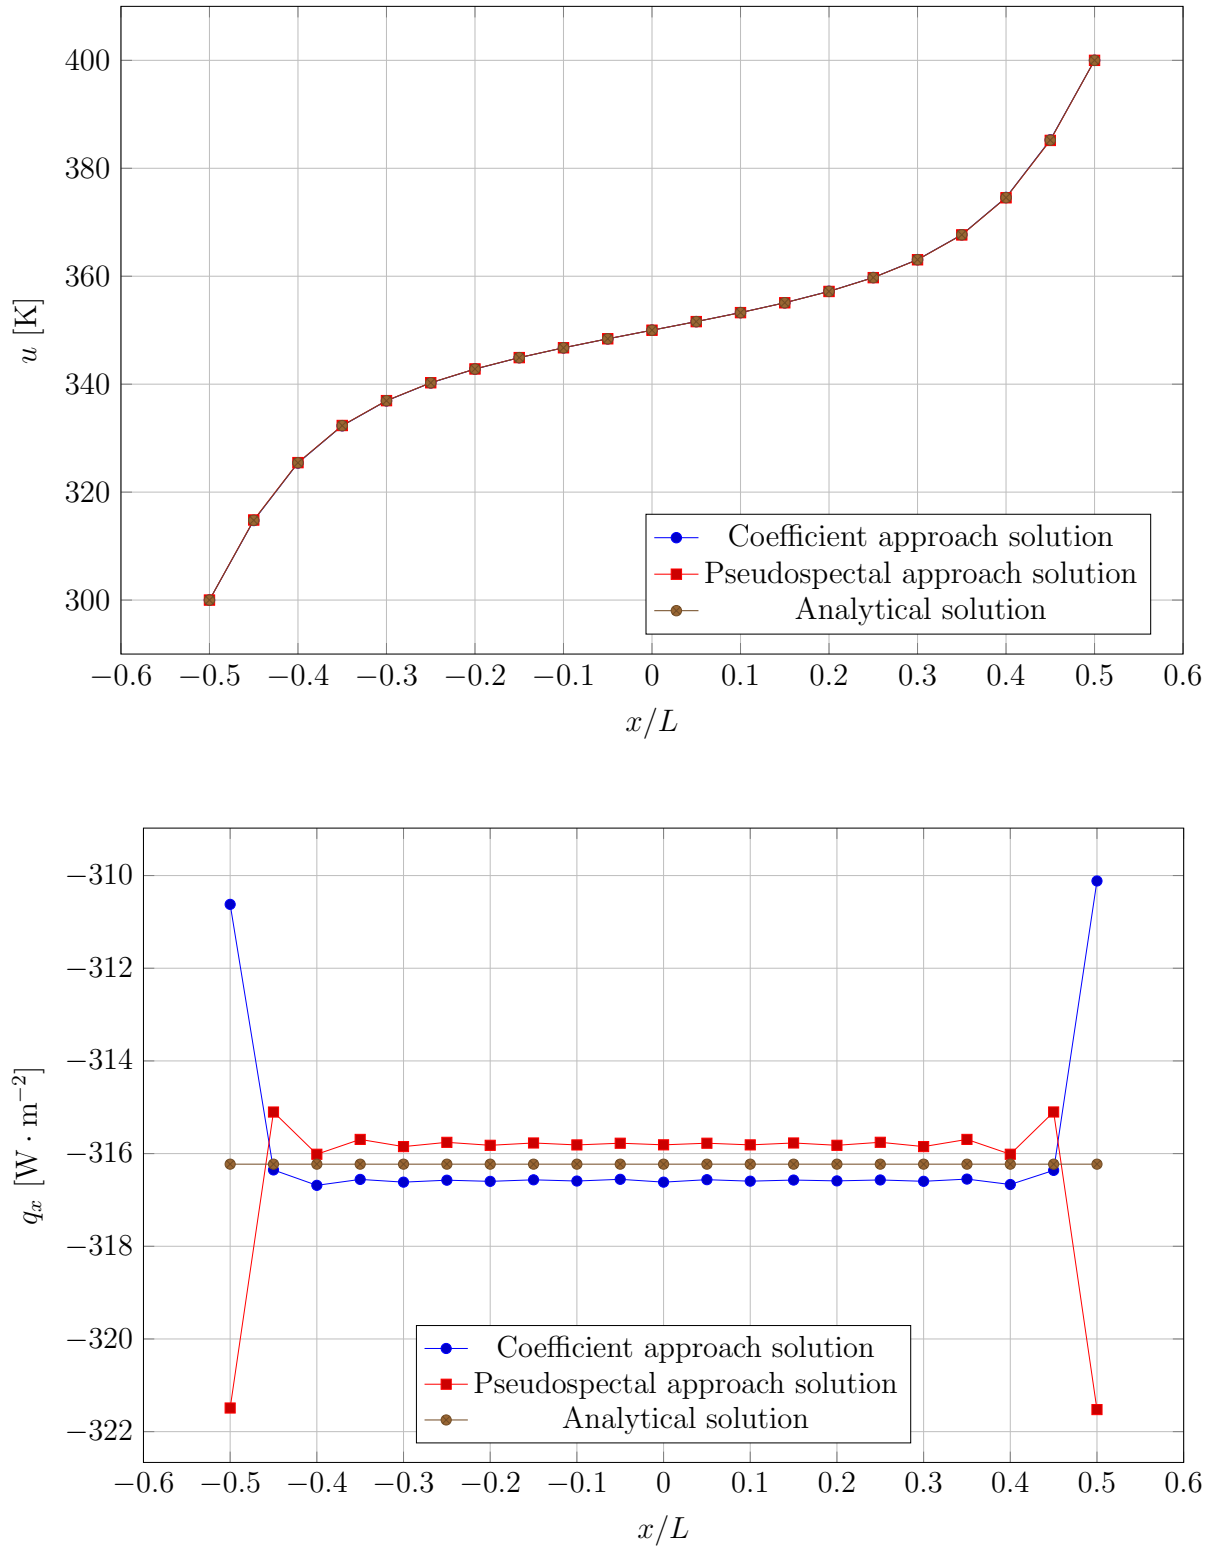 400
380
360
340
320
300
u [K]
Coefficient approach solution
Pseudospectal approach solution
Analytical solution
−0.6 −0.5 −0.4 −0.3 −0.2 −0.1 0 0.1 0.2 0.3 0.4 0.5 0.6
x/L
−310
−312
−314
−316
−318
−320
−322
q_x [W · m⁻²]
Coefficient approach solution
Pseudospectal approach solution
Analytical solution
−0.6 −0.5 −0.4 −0.3 −0.2 −0.1 0 0.1 0.2 0.3 0.4 0.5 0.6
x/L